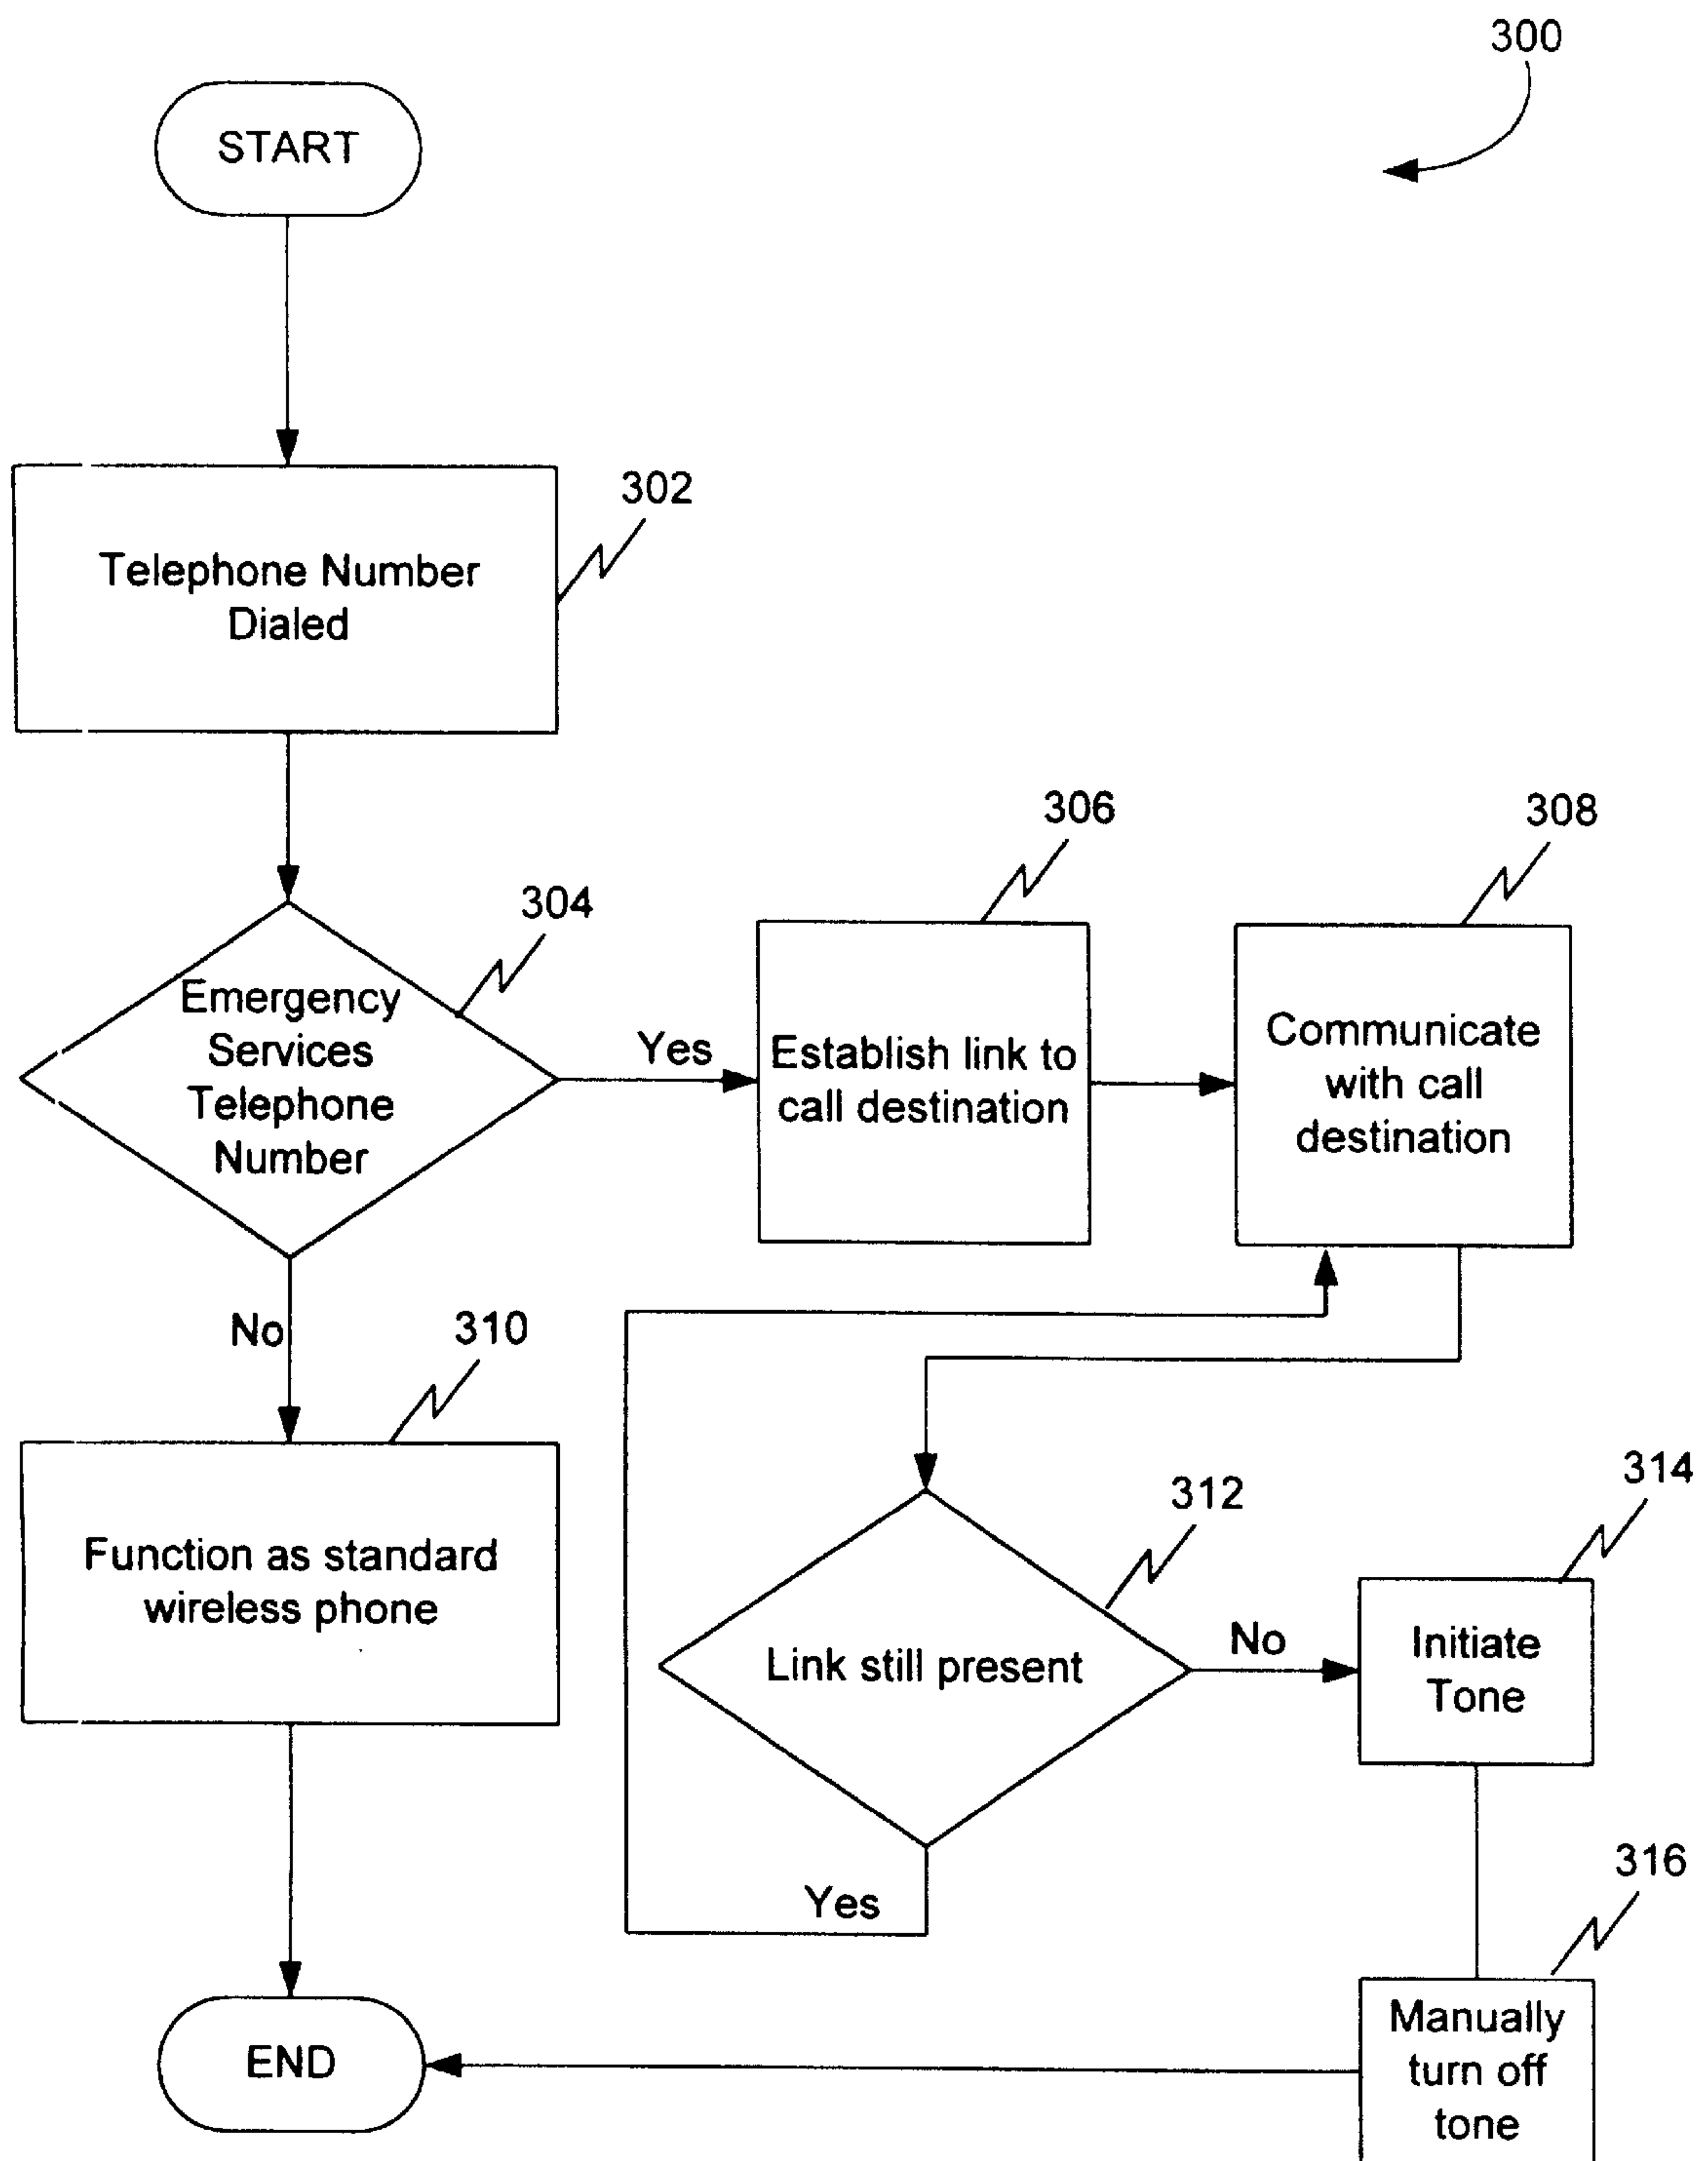 300
START
302
Telephone Number
Dialed
304
Emergency
Services
Telephone
Number
Yes
306
Establish link to
call destination
308
Communicate
with call
destination
No
310
Function as standard
wireless phone
312
Link still present
No
Yes
314
Initiate
Tone
316
Manually
turn off
tone
END